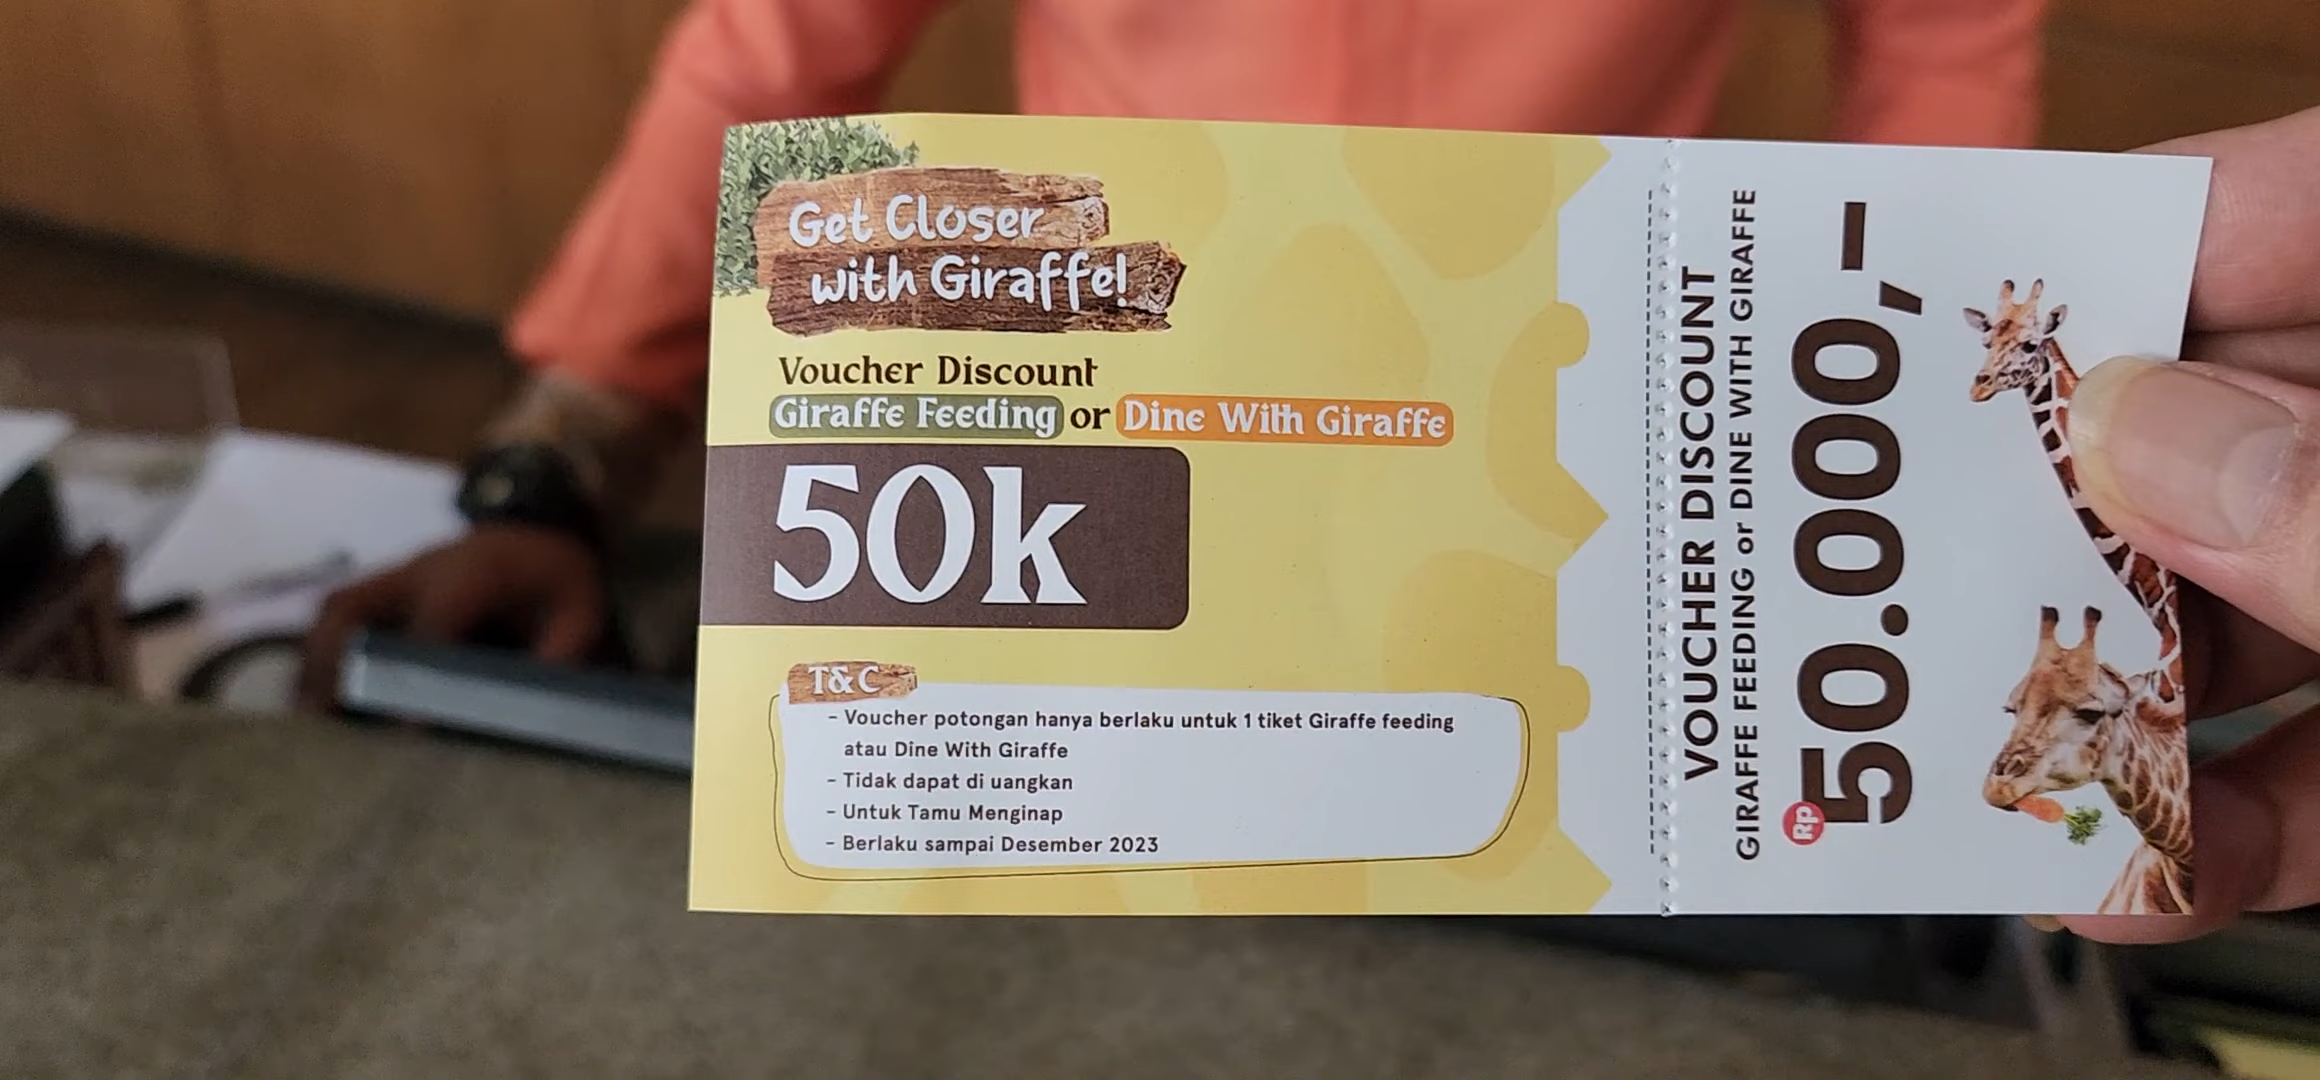 Get Closer
with Giraffe!
Voucher Discount
Giraffe Feeding or Dine With Giraffe
50k
T&C
- Voucher potongan hanya berlaku untuk 1 tiket Giraffe feeding
atau Dine With Giraffe
- Tidak dapat di uangkan
- Untuk Tamu Menginap
- Berlaku sampai Desember 2023
VOUCHER DISCOUNT
GIRAFFE FEEDING or DINE WITH GIRAFFE
Rp 50.000,-